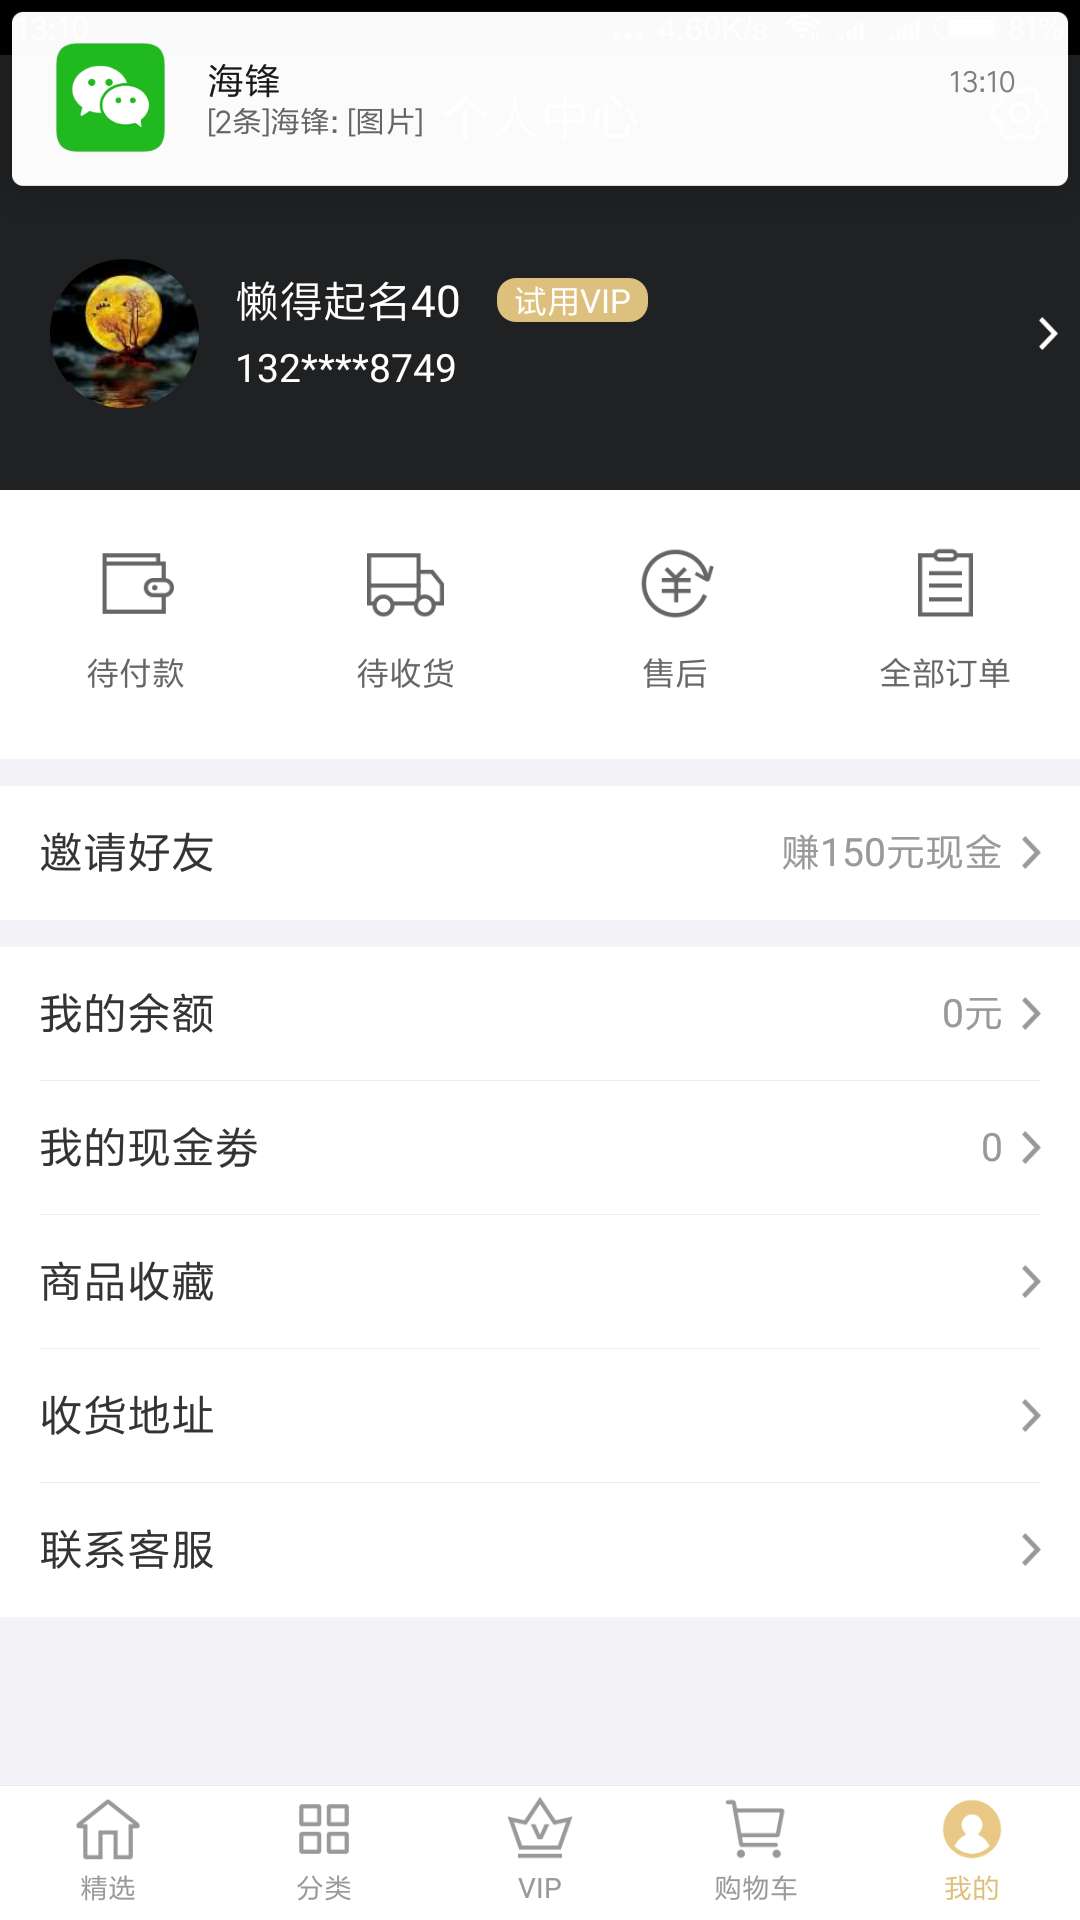 13:10
4.60K/s
81%
海锋
13:10
[2条]海锋: [图片]
个人中心
懒得起名40
试用VIP
132****8749
待付款
待收货
售后
全部订单
邀请好友
赚150元现金
我的余额
0元
我的现金劵
0
商品收藏
收货地址
联系客服
精选
分类
VIP
购物车
我的